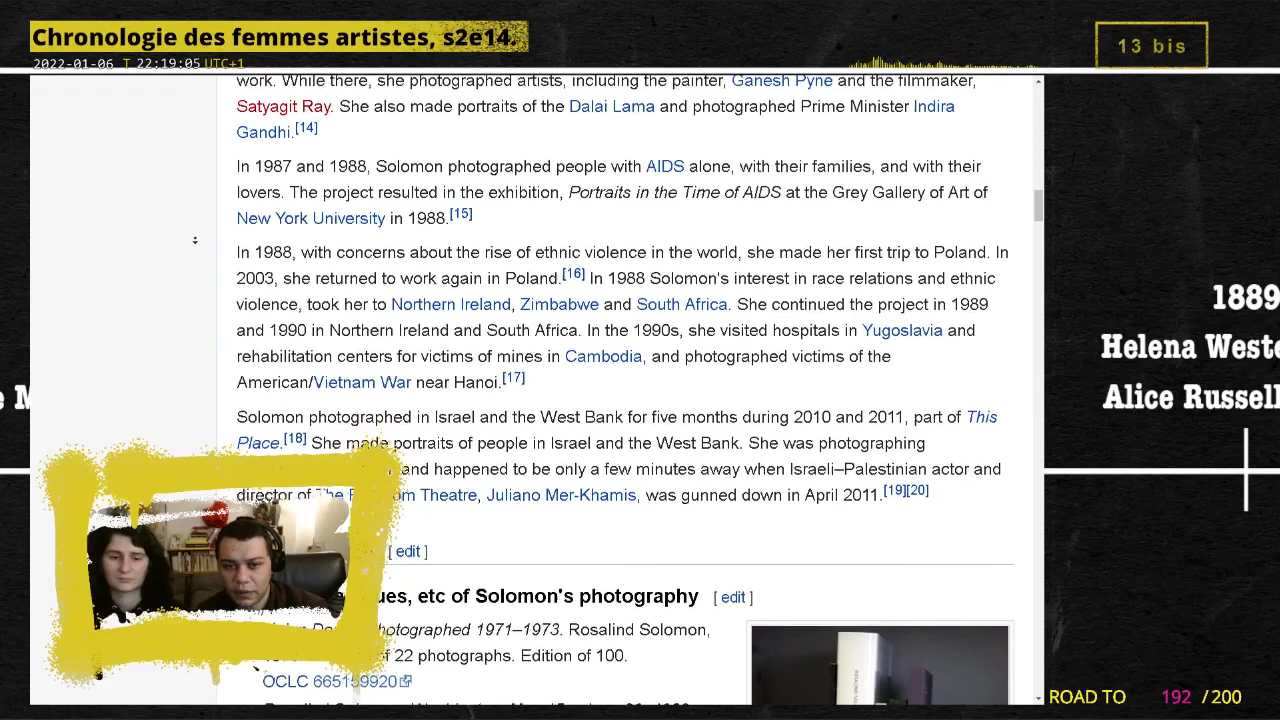 Chronologie des femmes artistes, s2e14.
2022-01-06 T 22:19:05 UTC+1
13 bis
work. While there, she photographed artists, including the painter, Ganesh Pyne and the filmmaker,
Satyagit Ray. She also made portraits of the Dalai Lama and photographed Prime Minister Indira
Gandhi.[14]
In 1987 and 1988, Solomon photographed people with AIDS alone, with their families, and with their
lovers. The project resulted in the exhibition, Portraits in the Time of AIDS at the Grey Gallery of Art of
New York University in 1988.[15]
In 1988, with concerns about the rise of ethnic violence in the world, she made her first trip to Poland. In
2003, she returned to work again in Poland.[16] In 1988 Solomon's interest in race relations and ethnic
violence, took her to Northern Ireland, Zimbabwe and South Africa. She continued the project in 1989
and 1990 in Northern Ireland and South Africa. In the 1990s, she visited hospitals in Yugoslavia and
rehabilitation centers for victims of mines in Cambodia, and photographed victims of the
American/Vietnam War near Hanoi.[17]
Solomon photographed in Israel and the West Bank for five months during 2010 and 2011, part of This
Place.[18] She made portraits of people in Israel and the West Bank. She was photographing
and happened to be only a few minutes away when Israeli–Palestinian actor and
director of The Theatre, Juliano Mer-Khamis, was gunned down in April 2011.[19][20]
[ edit ]
etc of Solomon's photography [ edit ]
photographed 1971–1973. Rosalind Solomon,
of 22 photographs. Edition of 100.
OCLC 665159920
1889
Helena Weste
Alice Russell
e M
ROAD TO 192 / 200